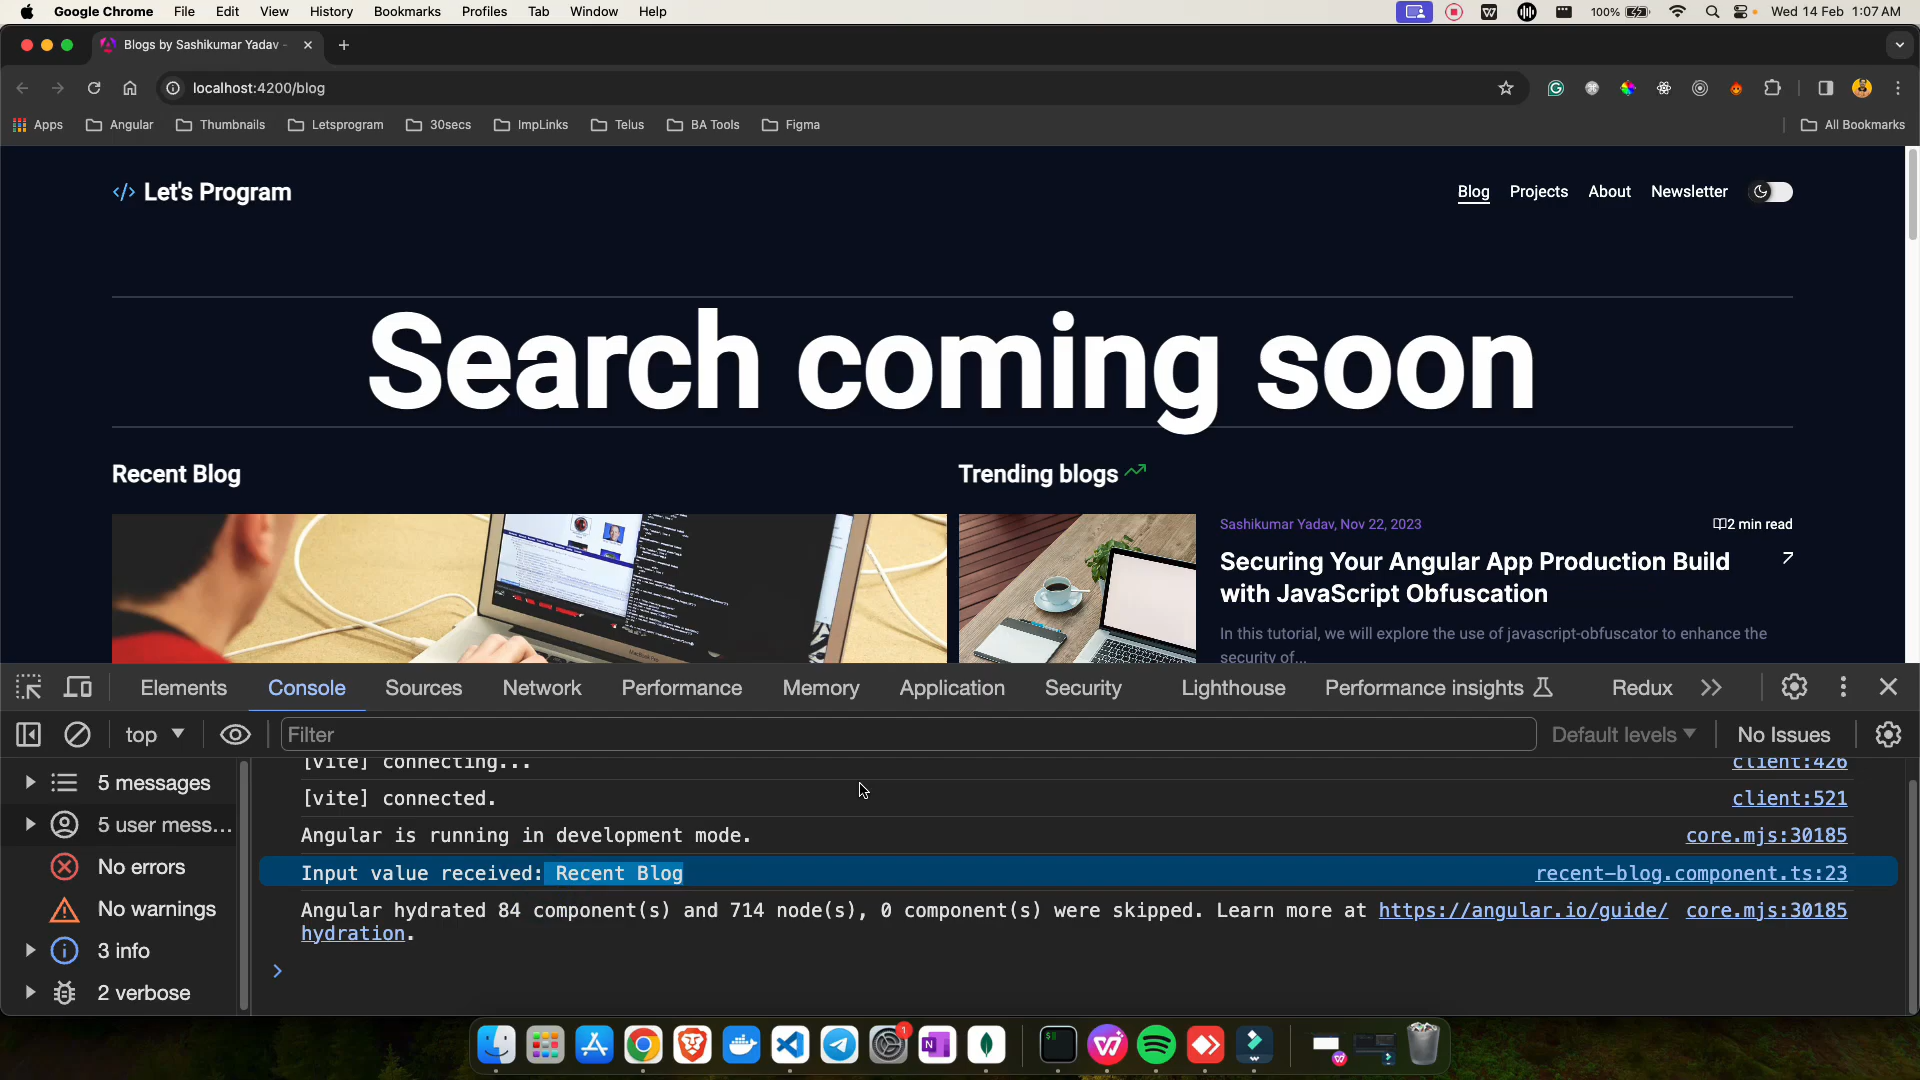 Google Chrome File Edit View History Bookmarks Profiles Tab Window Help 100% Wed 14 Feb 1:07 AM
Blogs by Sashikumar Yadav -
localhost:4200/blog
Apps Angular Thumbnails Letsprogram 30secs ImpLinks Telus BA Tools Figma All Bookmarks
</> Let's Program Blog Projects About Newsletter
Search coming soon
Recent Blog
Trending blogs
Sashikumar Yadav, Nov 22, 2023 2 min read
Securing Your Angular App Production Build
with JavaScript Obfuscation
In this tutorial, we will explore the use of javascript-obfuscator to enhance the
security of...
Elements Console Sources Network Performance Memory Application Security Lighthouse Performance insights Redux
top Filter Default levels No Issues
5 messages
5 user mess...
No errors
No warnings
3 info
2 verbose
[vite] connecting... client:426
[vite] connected. client:521
Angular is running in development mode. core.mjs:30185
Input value received: Recent Blog recent-blog.component.ts:23
Angular hydrated 84 component(s) and 714 node(s), 0 component(s) were skipped. Learn more at https://angular.io/guide/ core.mjs:30185
hydration.
1